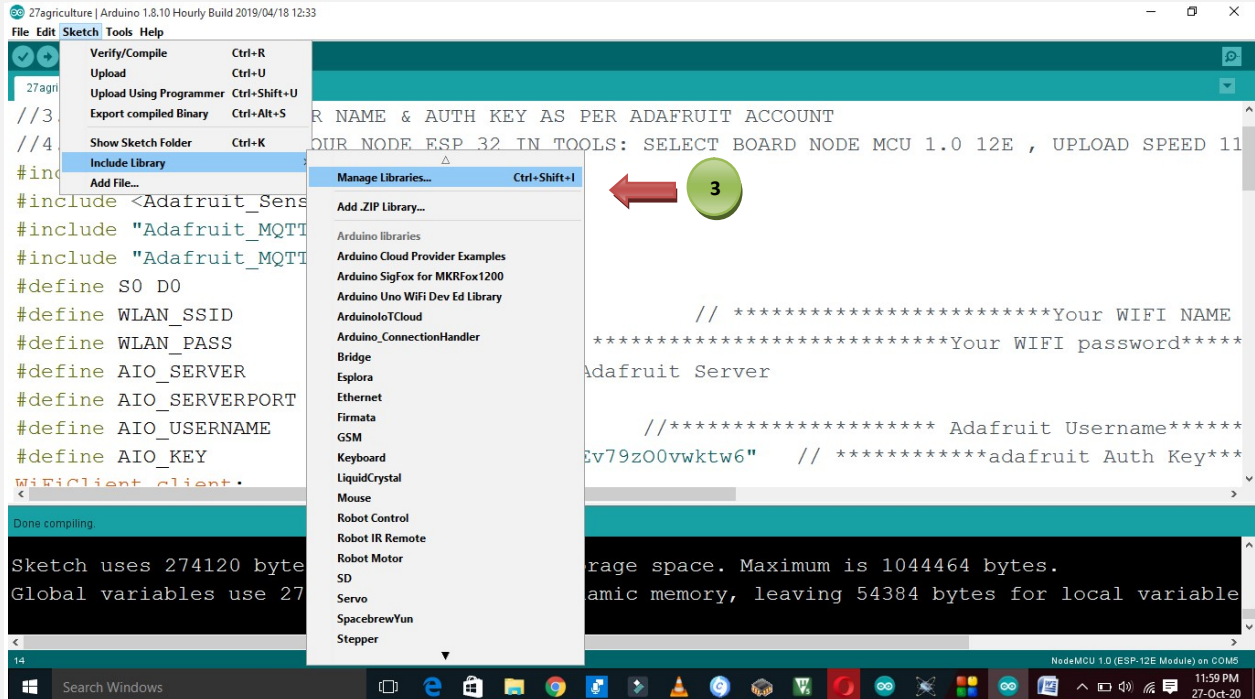 27agriculture | Arduino 1.8.10 Hourly Build 2019/04/18 12:33
File Edit Sketch Tools Help
Verify/Compile Ctrl+R
Upload Ctrl+U
Upload Using Programmer Ctrl+Shift+U
Export compiled Binary Ctrl+Alt+S
Show Sketch Folder Ctrl+K
Include Library
Add File...
27agri
Manage Libraries... Ctrl+Shift+I
Add .ZIP Library...
Arduino libraries
Arduino Cloud Provider Examples
Arduino SigFox for MKRFox1200
Arduino Uno WiFi Dev Ed Library
ArduinoIoTCloud
Arduino_ConnectionHandler
Bridge
Esplora
Ethernet
Firmata
GSM
Keyboard
LiquidCrystal
Mouse
Robot Control
Robot IR Remote
Robot Motor
SD
Servo
SpacebrewYun
Stepper
3
//3. R NAME & AUTH KEY AS PER ADAFRUIT ACCOUNT
//4. OUR NODE ESP 32 IN TOOLS: SELECT BOARD NODE MCU 1.0 12E , UPLOAD SPEED 11
#inc
#include <Adafruit_Sens
#include "Adafruit_MQTT
#include "Adafruit_MQTT
#define S0 D0
#define WLAN_SSID // *************************Your WIFI NAME
#define WLAN_PASS ****************************Your WIFI password*****
#define AIO_SERVER Adafruit Server
#define AIO_SERVERPORT
#define AIO_USERNAME //********************* Adafruit Username******
#define AIO_KEY Ev79zO0vwktw6" // ************adafruit Auth Key***
WiFiClient client;
Done compiling.
Sketch uses 274120 byte rage space. Maximum is 1044464 bytes.
Global variables use 27 amic memory, leaving 54384 bytes for local variable
14 NodeMCU 1.0 (ESP-12E Module) on COM5
Search Windows
11:59 PM
27-Oct-20